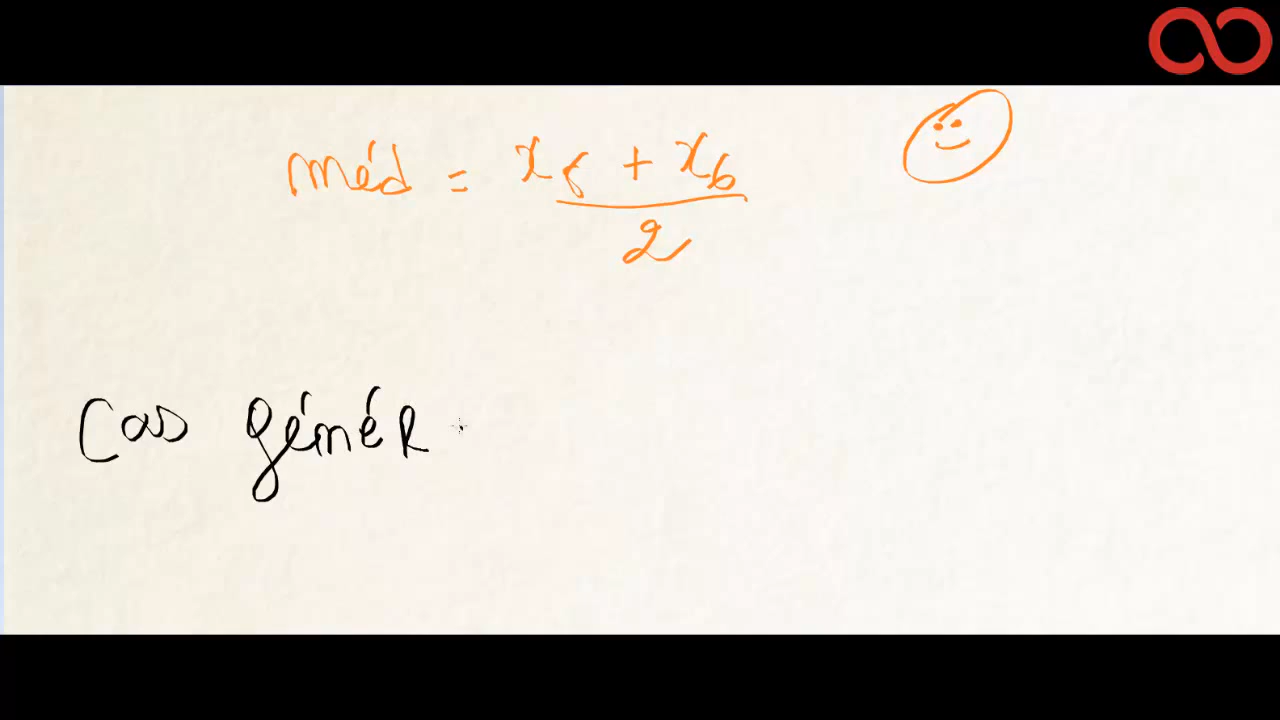 méd = x₅ + x₆
2
Cas génér